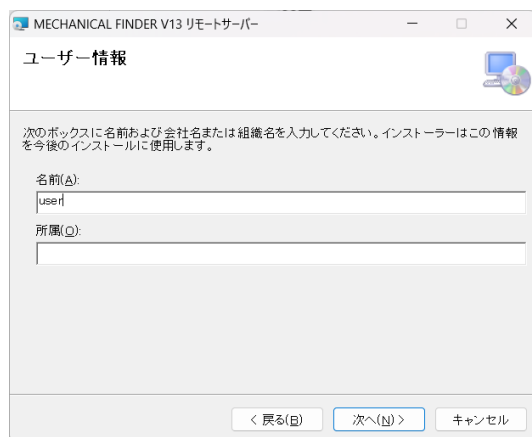 MECHANICAL FINDER V13 リモートサーバー
ユーザー情報
次のボックスに名前および会社名または組織名を入力してください。インストーラーはこの情報
を今後のインストールに使用します。
名前(A):
user
所属(O):
< 戻る(B)
次へ(N) >
キャンセル